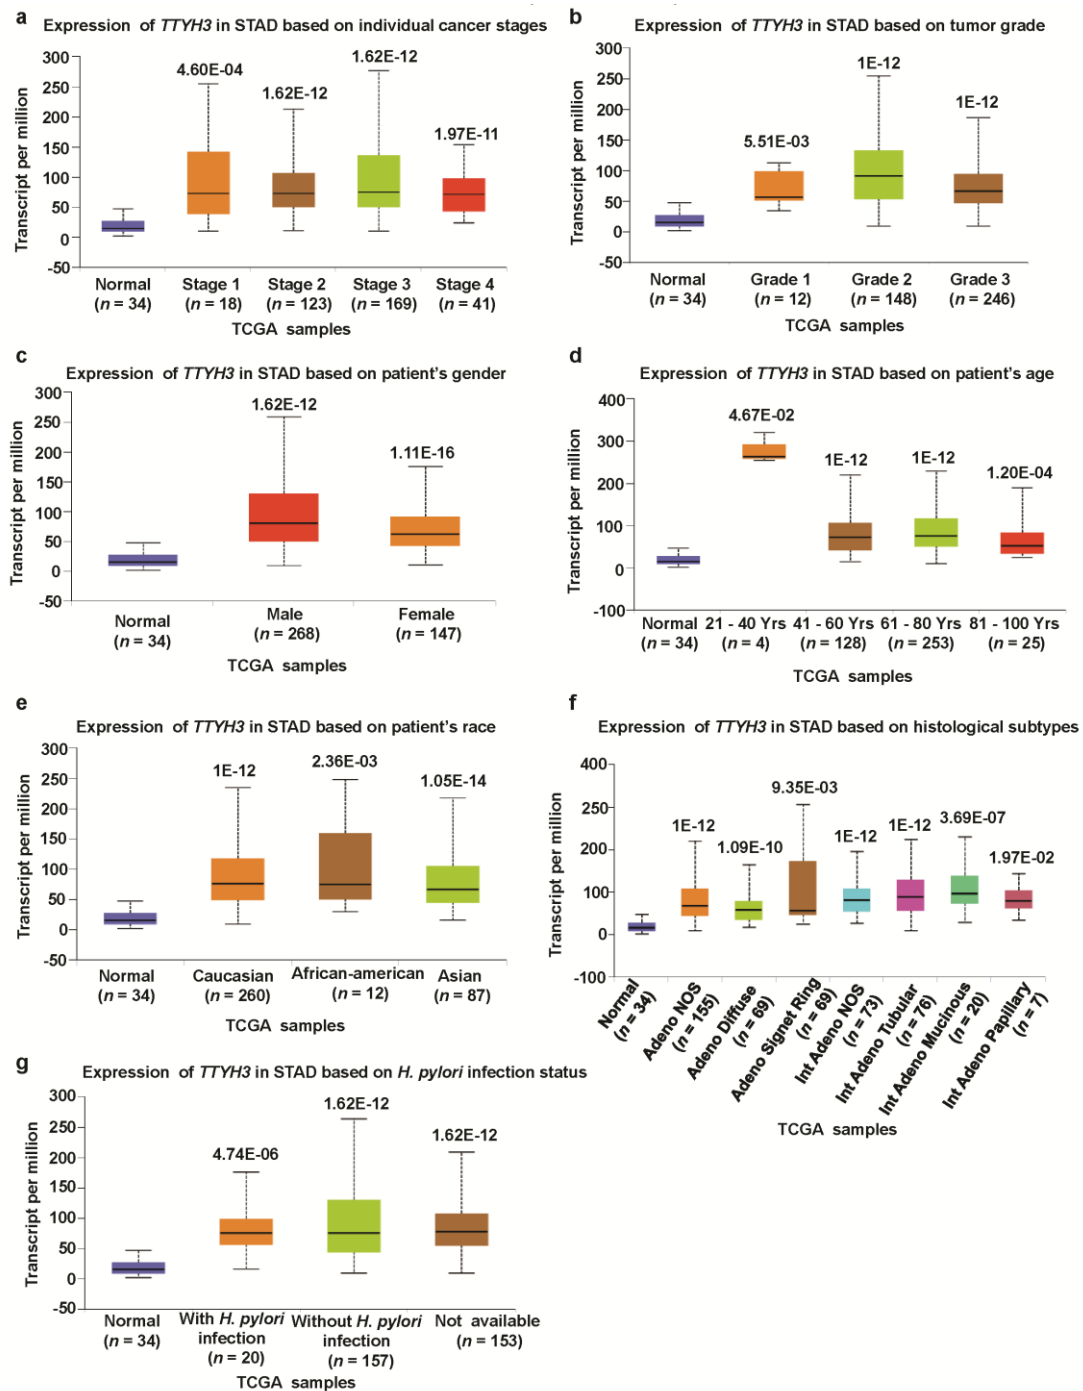 a
Expression of TTYH3 in STAD based on individual cancer stages
Transcript per million
300
250
200
150
100
50
0
-50
4.60E-04
1.62E-12
1.62E-12
1.97E-11
Normal Stage 1 Stage 2 Stage 3 Stage 4
(n = 34) (n = 18) (n = 123) (n = 169) (n = 41)
TCGA samples
b
Expression of TTYH3 in STAD based on tumor grade
Transcript per million
300
250
200
150
100
50
0
-50
5.51E-03
1E-12
1E-12
Normal Grade 1 Grade 2 Grade 3
(n = 34) (n = 12) (n = 148) (n = 246)
TCGA samples
c
Expression of TTYH3 in STAD based on patient's gender
Transcript per million
300
250
200
150
100
50
0
-50
1.62E-12
1.11E-16
Normal Male Female
(n = 34) (n = 268) (n = 147)
TCGA samples
d
Expression of TTYH3 in STAD based on patient's age
Transcript per million
400
300
200
100
0
-100
4.67E-02
1E-12
1E-12
1.20E-04
Normal 21 - 40 Yrs 41 - 60 Yrs 61 - 80 Yrs 81 - 100 Yrs
(n = 34) (n = 4) (n = 128) (n = 253) (n = 25)
TCGA samples
e
Expression of TTYH3 in STAD based on patient's race
Transcript per million
300
250
200
150
100
50
0
-50
1E-12
2.36E-03
1.05E-14
Normal Caucasian African-american Asian
(n = 34) (n = 260) (n = 12) (n = 87)
TCGA samples
f
Expression of TTYH3 in STAD based on histological subtypes
Transcript per million
400
250
200
100
0
-100
1E-12
1.09E-10
9.35E-03
1E-12
1E-12
3.69E-07
1.97E-02
Normal
(n = 34)
Adeno NOS
(n = 155)
Adeno Diffuse
(n = 69)
Adeno Signet Ring
(n = 69)
Int Adeno NOS
(n = 73)
Int Adeno Tubular
(n = 76)
Int Adeno Mucinous
(n = 20)
Int Adeno Papillary
(n = 7)
TCGA samples
g
Expression of TTYH3 in STAD based on H. pylori infection status
Transcript per million
300
250
200
150
100
50
0
-50
4.74E-06
1.62E-12
1.62E-12
Normal
(n = 34)
With H. pylori
infection
(n = 20)
Without H. pylori
infection
(n = 157)
Not available
(n = 153)
TCGA samples